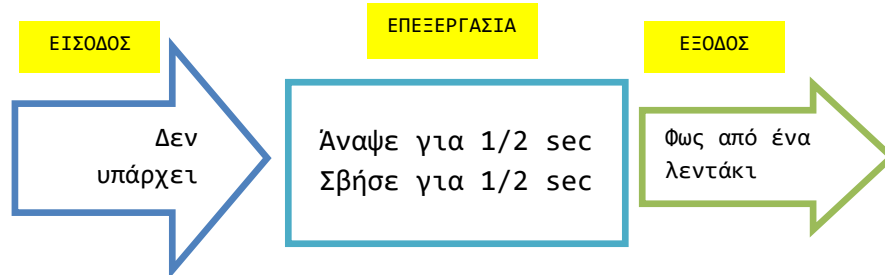 ΕΙΣΟΔΟΣ
ΕΠΕΞΕΡΓΑΣΙΑ
ΕΞΟΔΟΣ
Δεν
υπάρχει
Άναψε για 1/2 sec
Σβήσε για 1/2 sec
Φως από ένα
λεντάκι